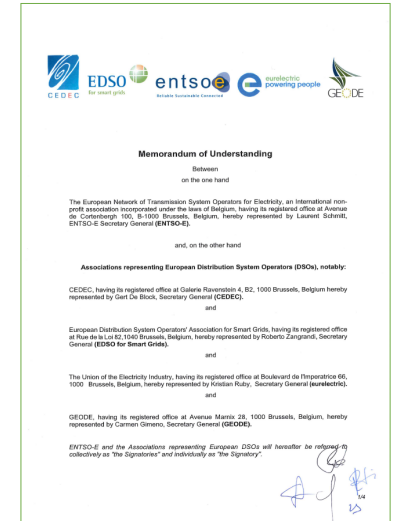 CEDEC
EDSO
for smart grids
entsoe
Reliable Sustainable Connected
eurelectric
powering people
GEODE
Memorandum of Understanding
Between
on the one hand
The European Network of Transmission System Operators for Electricity, an International non-
profit association incorporated under the laws of Belgium, having its registered office at Avenue
de Cortenbergh 100, B-1000 Brussels, Belgium, hereby represented by Laurent Schmitt,
ENTSO-E Secretary General (ENTSO-E).
and, on the other hand
Associations representing European Distribution System Operators (DSOs), notably:
CEDEC, having its registered office at Galerie Ravenstein 4, B2, 1000 Brussels, Belgium hereby
represented by Gert De Block, Secretary General (CEDEC).
and
European Distribution System Operators' Association for Smart Grids, having its registered office
at Rue de la Loi 82,1040 Brussels, Belgium, hereby represented by Roberto Zangrandi, Secretary
General (EDSO for Smart Grids).
and
The Union of the Electricity Industry, having its registered office at Boulevard de l'Imperatrice 66,
1000 Brussels, Belgium, hereby represented by Kristian Ruby, Secretary General (eurelectric).
and
GEODE, having its registered office at Avenue Marnix 28, 1000 Brussels, Belgium, hereby
represented by Carmen Gimeno, Secretary General (GEODE).
ENTSO-E and the Associations representing European DSOs will hereafter be referred to
collectively as "the Signatories" and individually as "the Signatory".
1/4